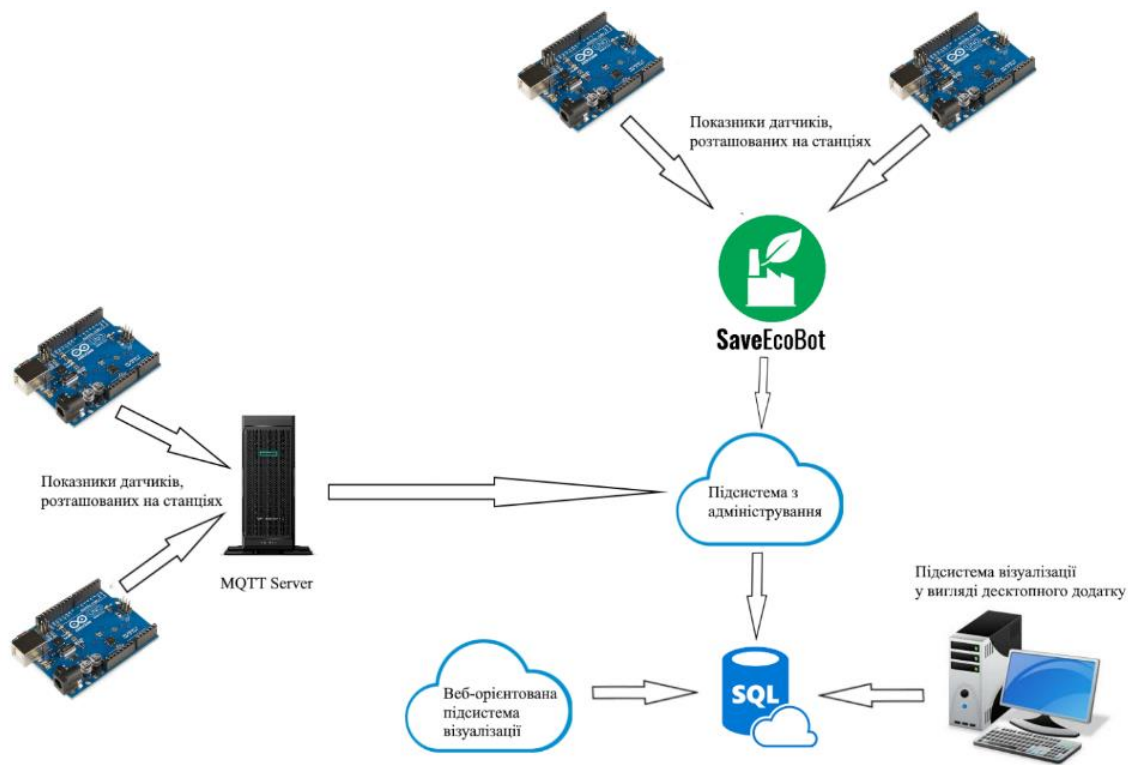 Показники датчиків,
розташованих на станціях
SaveEcoBot
Показники датчиків,
розташованих на станціях
MQTT Server
Підсистема з
адміністрування
Підсистема візуалізації
у вигляді десктопного додатку
Веб-орієнтована
підсистема
візуалізації
SQL